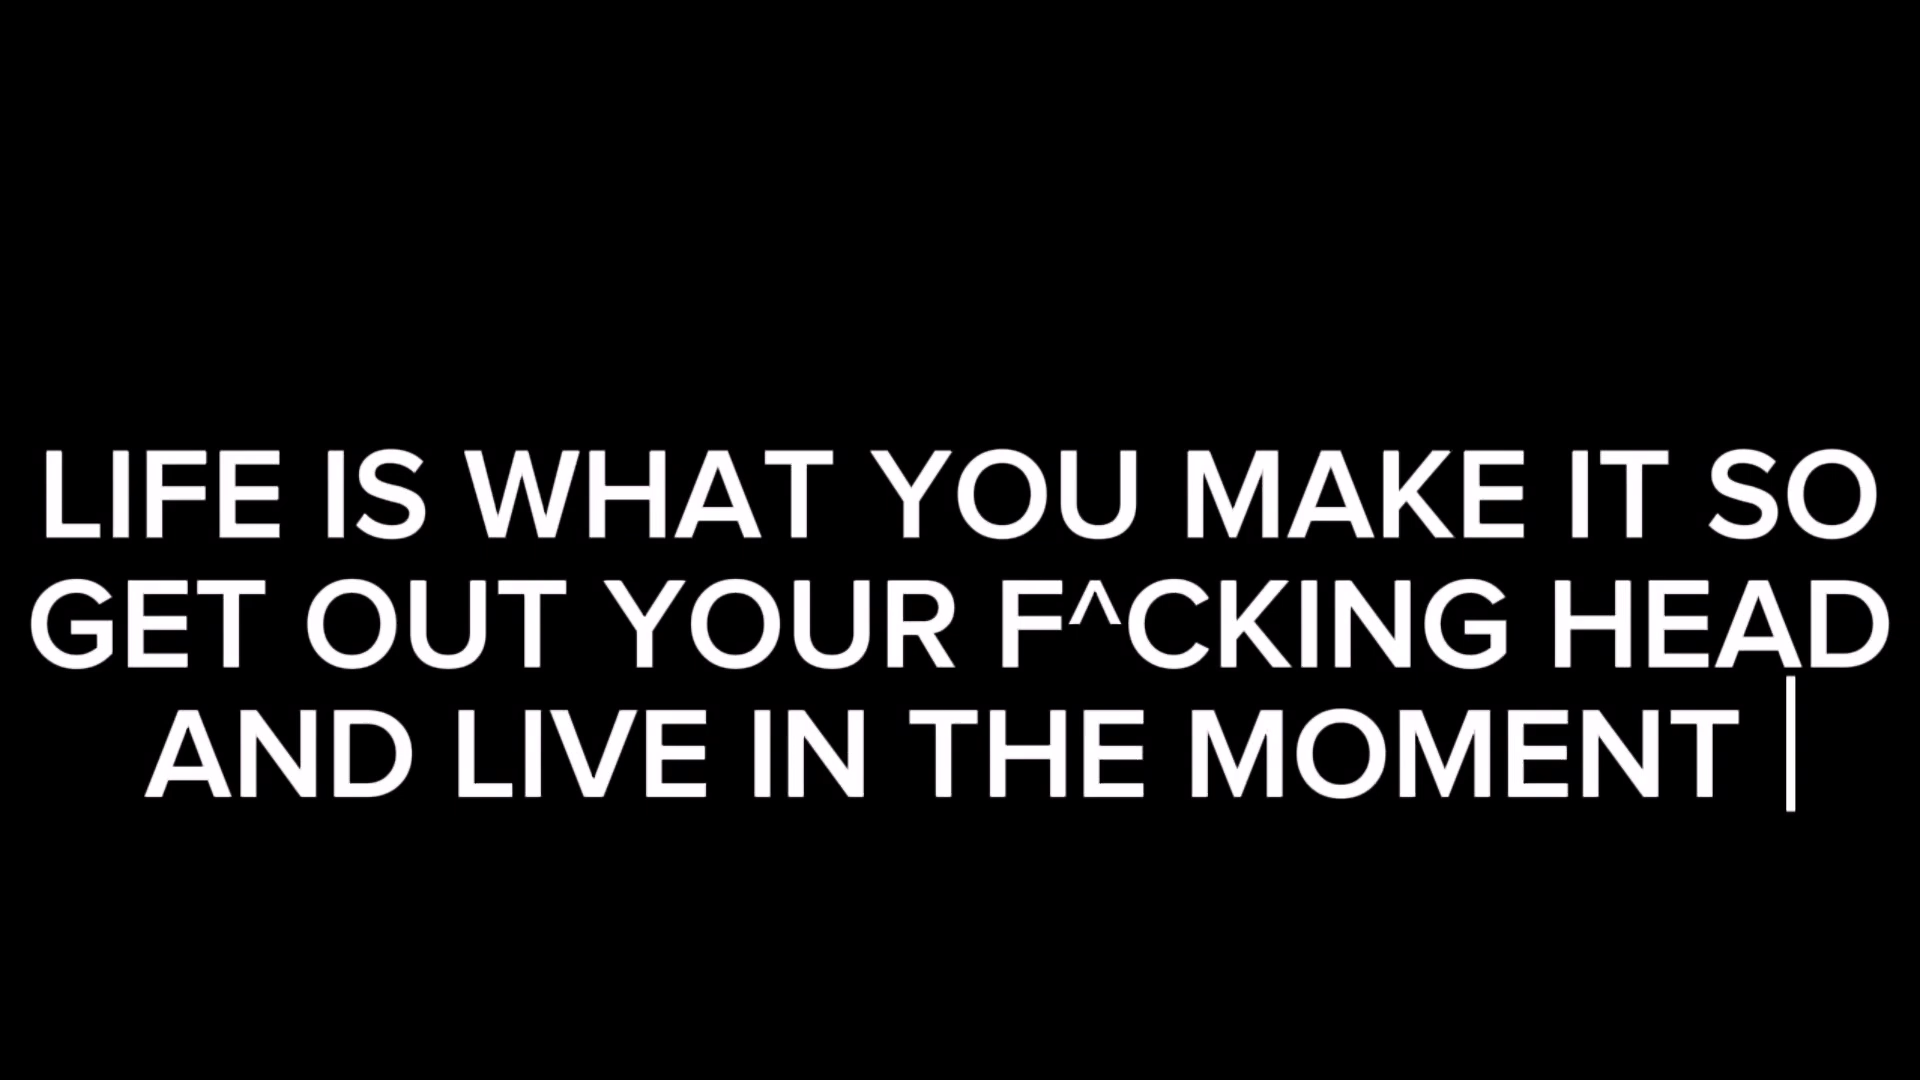 LIFE IS WHAT YOU MAKE IT SO
GET OUT YOUR F^CKING HEAD
AND LIVE IN THE MOMENT